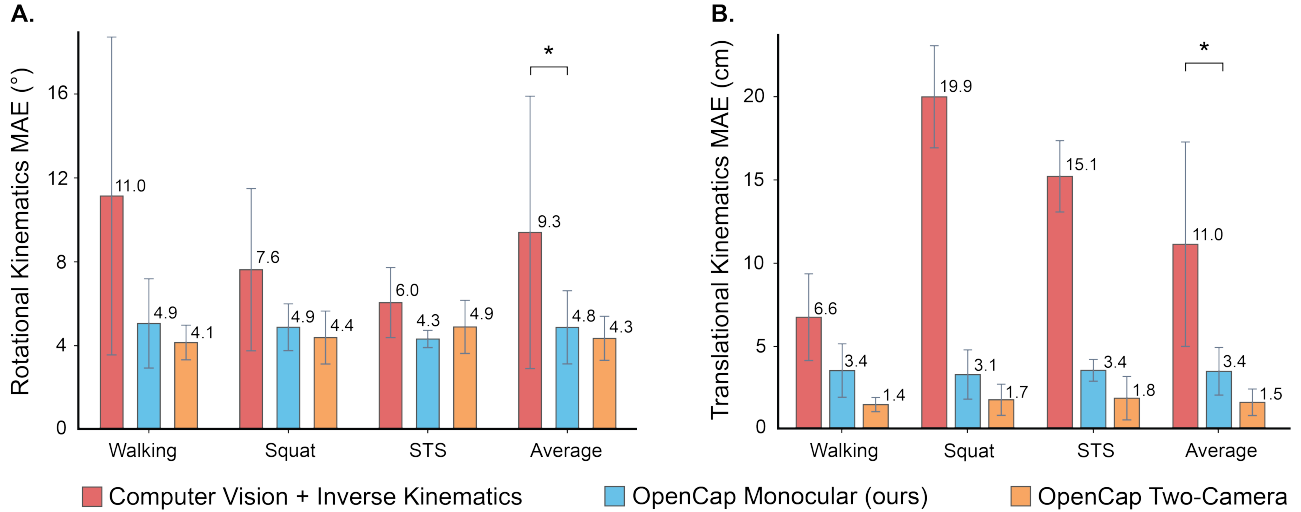 A.
Rotational Kinematics MAE (°)
16
12
8
4
0
11.0
4.9
4.1
7.6
4.9
4.4
6.0
4.3
4.9
*
9.3
4.8
4.3
Walking
Squat
STS
Average
B.
Translational Kinematics MAE (cm)
20
15
10
5
0
6.6
3.4
1.4
19.9
3.1
1.7
15.1
3.4
1.8
*
11.0
3.4
1.5
Walking
Squat
STS
Average
Computer Vision + Inverse Kinematics
OpenCap Monocular (ours)
OpenCap Two-Camera